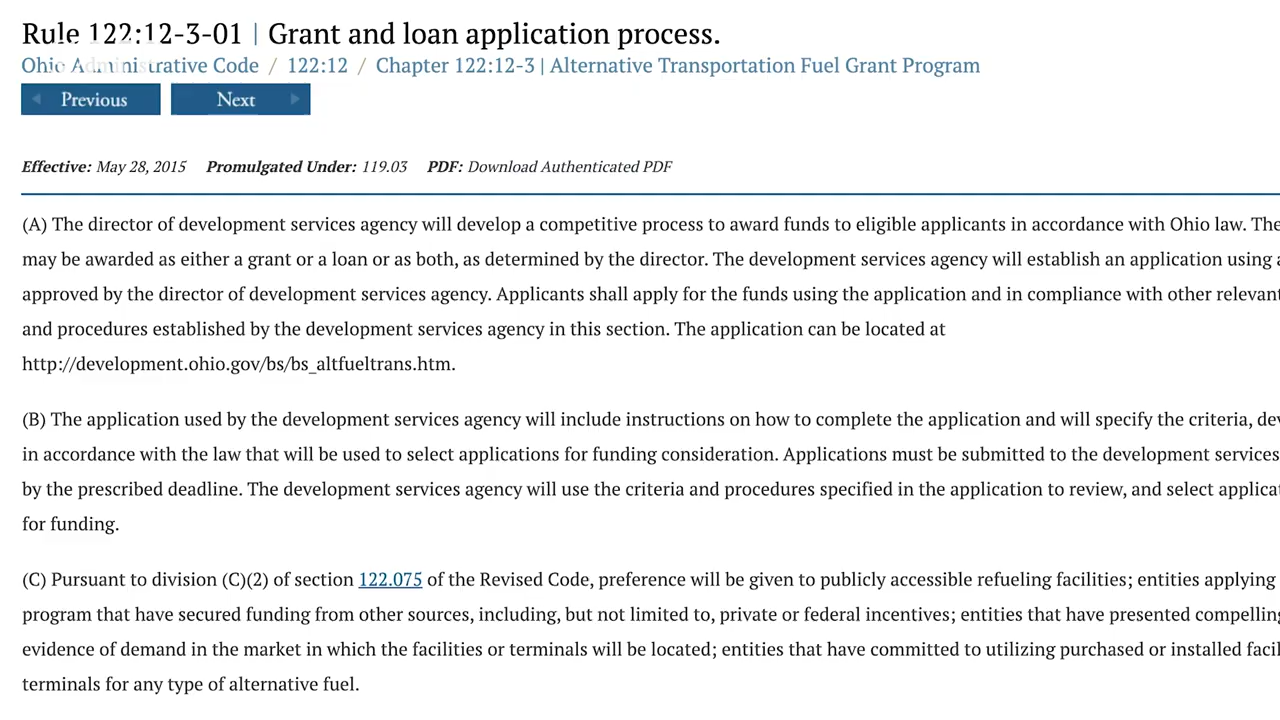 Rule 122:12-3-01 | Grant and loan application process.
Ohio Administrative Code / 122:12 / Chapter 122:12-3 | Alternative Transportation Fuel Grant Program
Previous Next
Effective: May 28, 2015 Promulgated Under: 119.03 PDF: Download Authenticated PDF
(A) The director of development services agency will develop a competitive process to award funds to eligible applicants in accordance with Ohio law. The
may be awarded as either a grant or a loan or as both, as determined by the director. The development services agency will establish an application using a
approved by the director of development services agency. Applicants shall apply for the funds using the application and in compliance with other relevant
and procedures established by the development services agency in this section. The application can be located at
http://development.ohio.gov/bs/bs_altfueltrans.htm.
(B) The application used by the development services agency will include instructions on how to complete the application and will specify the criteria, dev
in accordance with the law that will be used to select applications for funding consideration. Applications must be submitted to the development services
by the prescribed deadline. The development services agency will use the criteria and procedures specified in the application to review, and select applicat
for funding.
(C) Pursuant to division (C)(2) of section 122.075 of the Revised Code, preference will be given to publicly accessible refueling facilities; entities applying
program that have secured funding from other sources, including, but not limited to, private or federal incentives; entities that have presented compelling
evidence of demand in the market in which the facilities or terminals will be located; entities that have committed to utilizing purchased or installed facil
terminals for any type of alternative fuel.